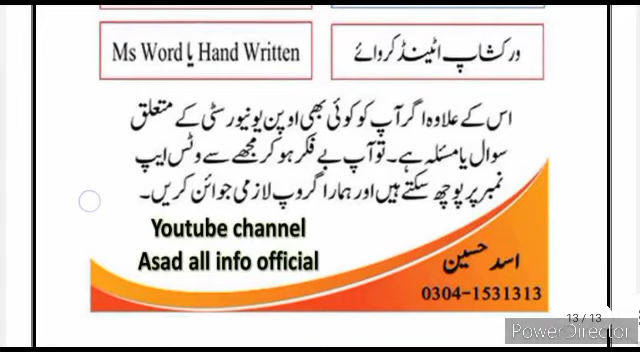 Ms Word یا Hand Written
ورکشاپ اٹینڈ کروائے
اس کے علاوہ اگر آپ کو کوئی بھی اوپن یونیورسٹی کے متعلق
سوال یا مسئلہ ہے۔ تو آپ بے فکر ہو کر مجھے سے وٹس ایپ
نمبر پر پوچھ سکتے ہیں اور ہمارا گروپ لازمی جوائن کریں۔
Youtube channel
Asad all info official
اسد حسین
0304-1531313
13 / 13
PowerDirector